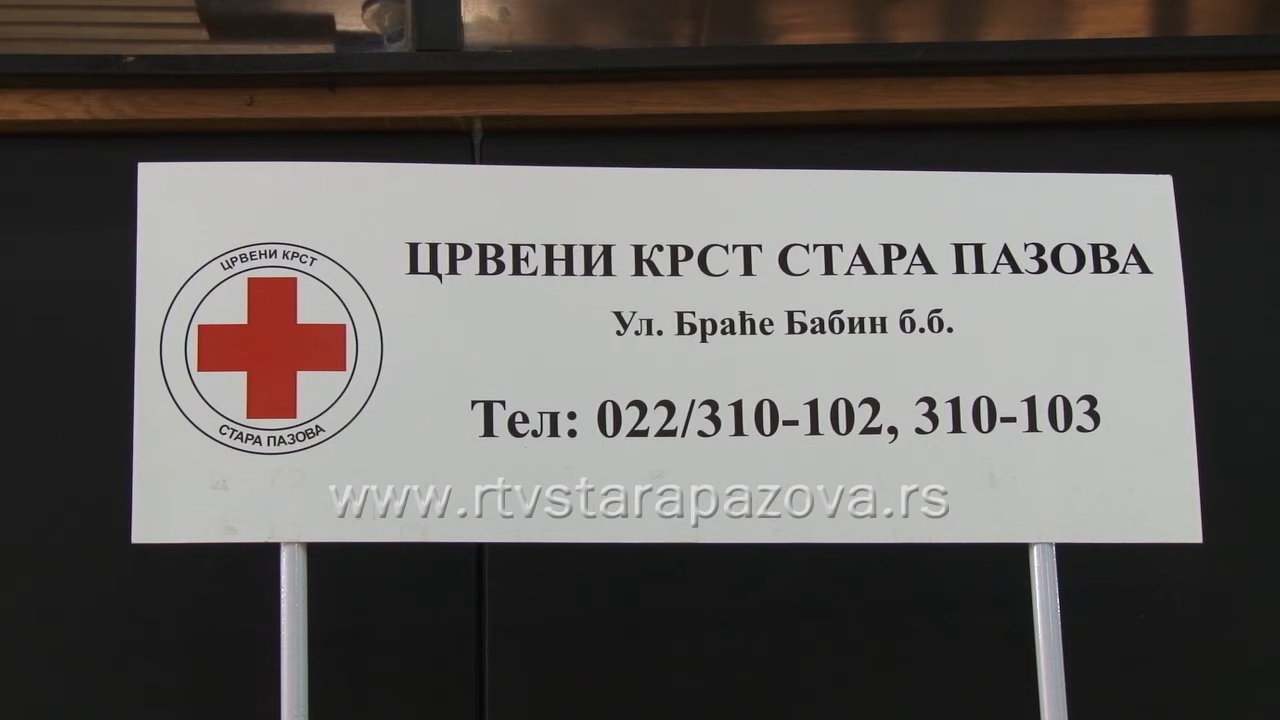 ЦРВЕНИ КРСТ
СТАРА ПАЗОВА
ЦРВЕНИ КРСТ СТАРА ПАЗОВА
Ул. Браће Бабин б.б.
Тел: 022/310-102, 310-103
www.rtvstarapazova.rs